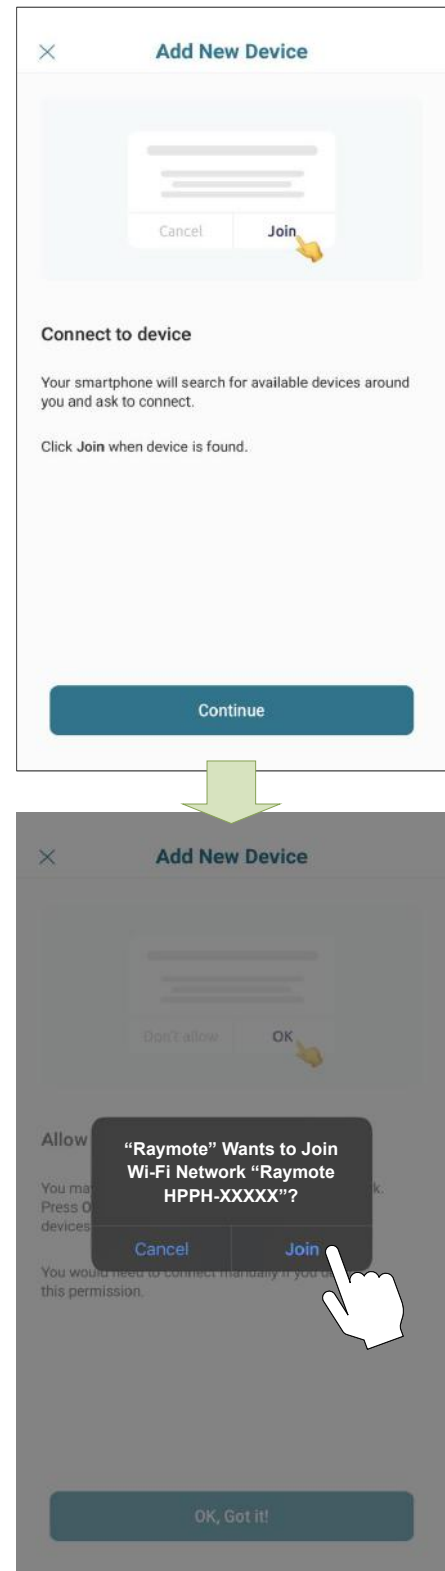 Add New Device
Cancel
Join
Connect to device
Your smartphone will search for available devices around
you and ask to connect.
Click Join when device is found.
Continue
Add New Device
Don't allow
OK
Allow
“Raymote” Wants to Join
Wi-Fi Network “Raymote
HPPH-XXXXX”?
You may
k.
Press O
devices
Cancel
Join
You would need to connect manually if you d
this permission.
OK, Got it!